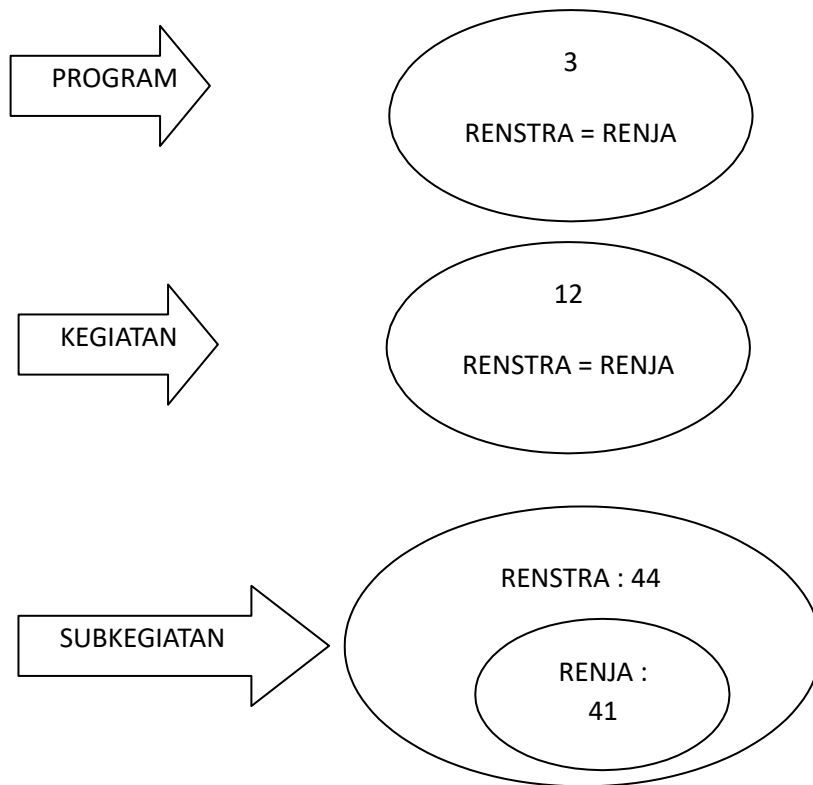 PROGRAM
3
RENSTRA = RENJA
KEGIATAN
12
RENSTRA = RENJA
SUBKEGIATAN
RENSTRA : 44
RENJA :
41